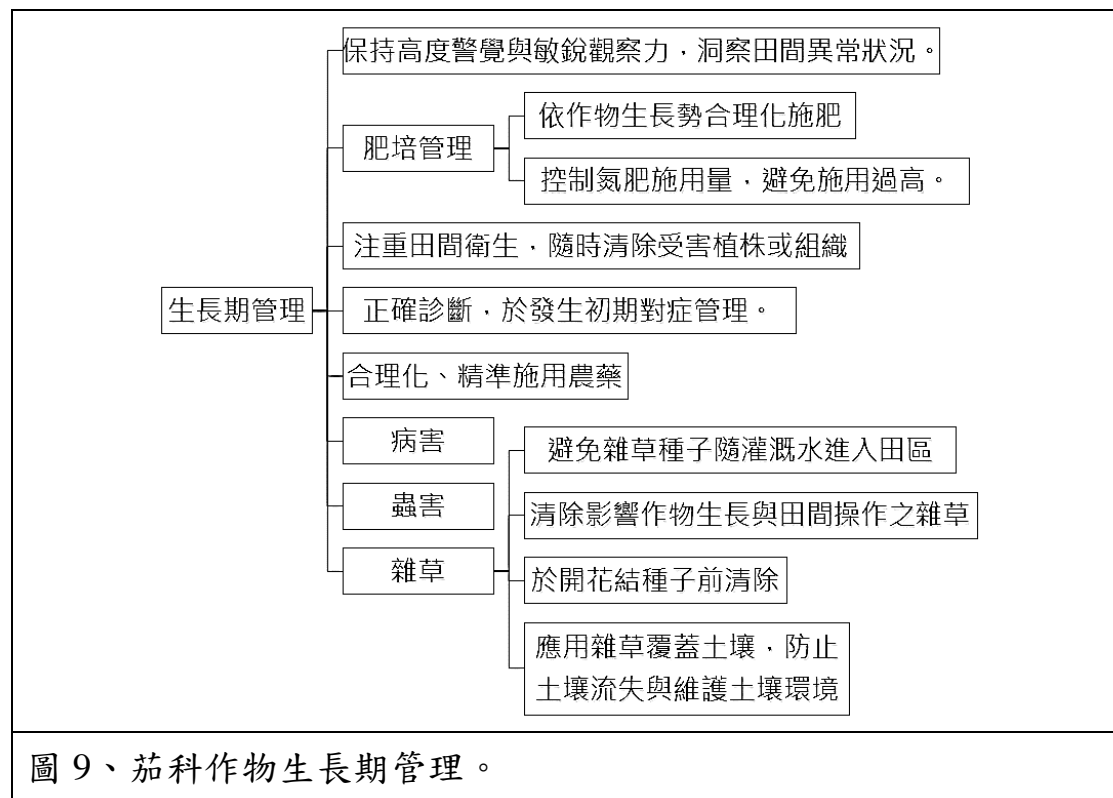 保持高度警覺與敏銳觀察力，洞察田間異常狀況。
肥培管理
依作物生長勢合理化施肥
控制氮肥施用量，避免施用過高。
注重田間衛生，隨時清除受害植株或組織
生長期管理
正確診斷，於發生初期對症管理。
合理化、精準施用農藥
病害
蟲害
雜草
避免雜草種子隨灌溉水進入田區
清除影響作物生長與田間操作之雜草
於開花結種子前清除
應用雜草覆蓋土壤，防止
土壤流失與維護土壤環境
圖 9、茄科作物生長期管理。